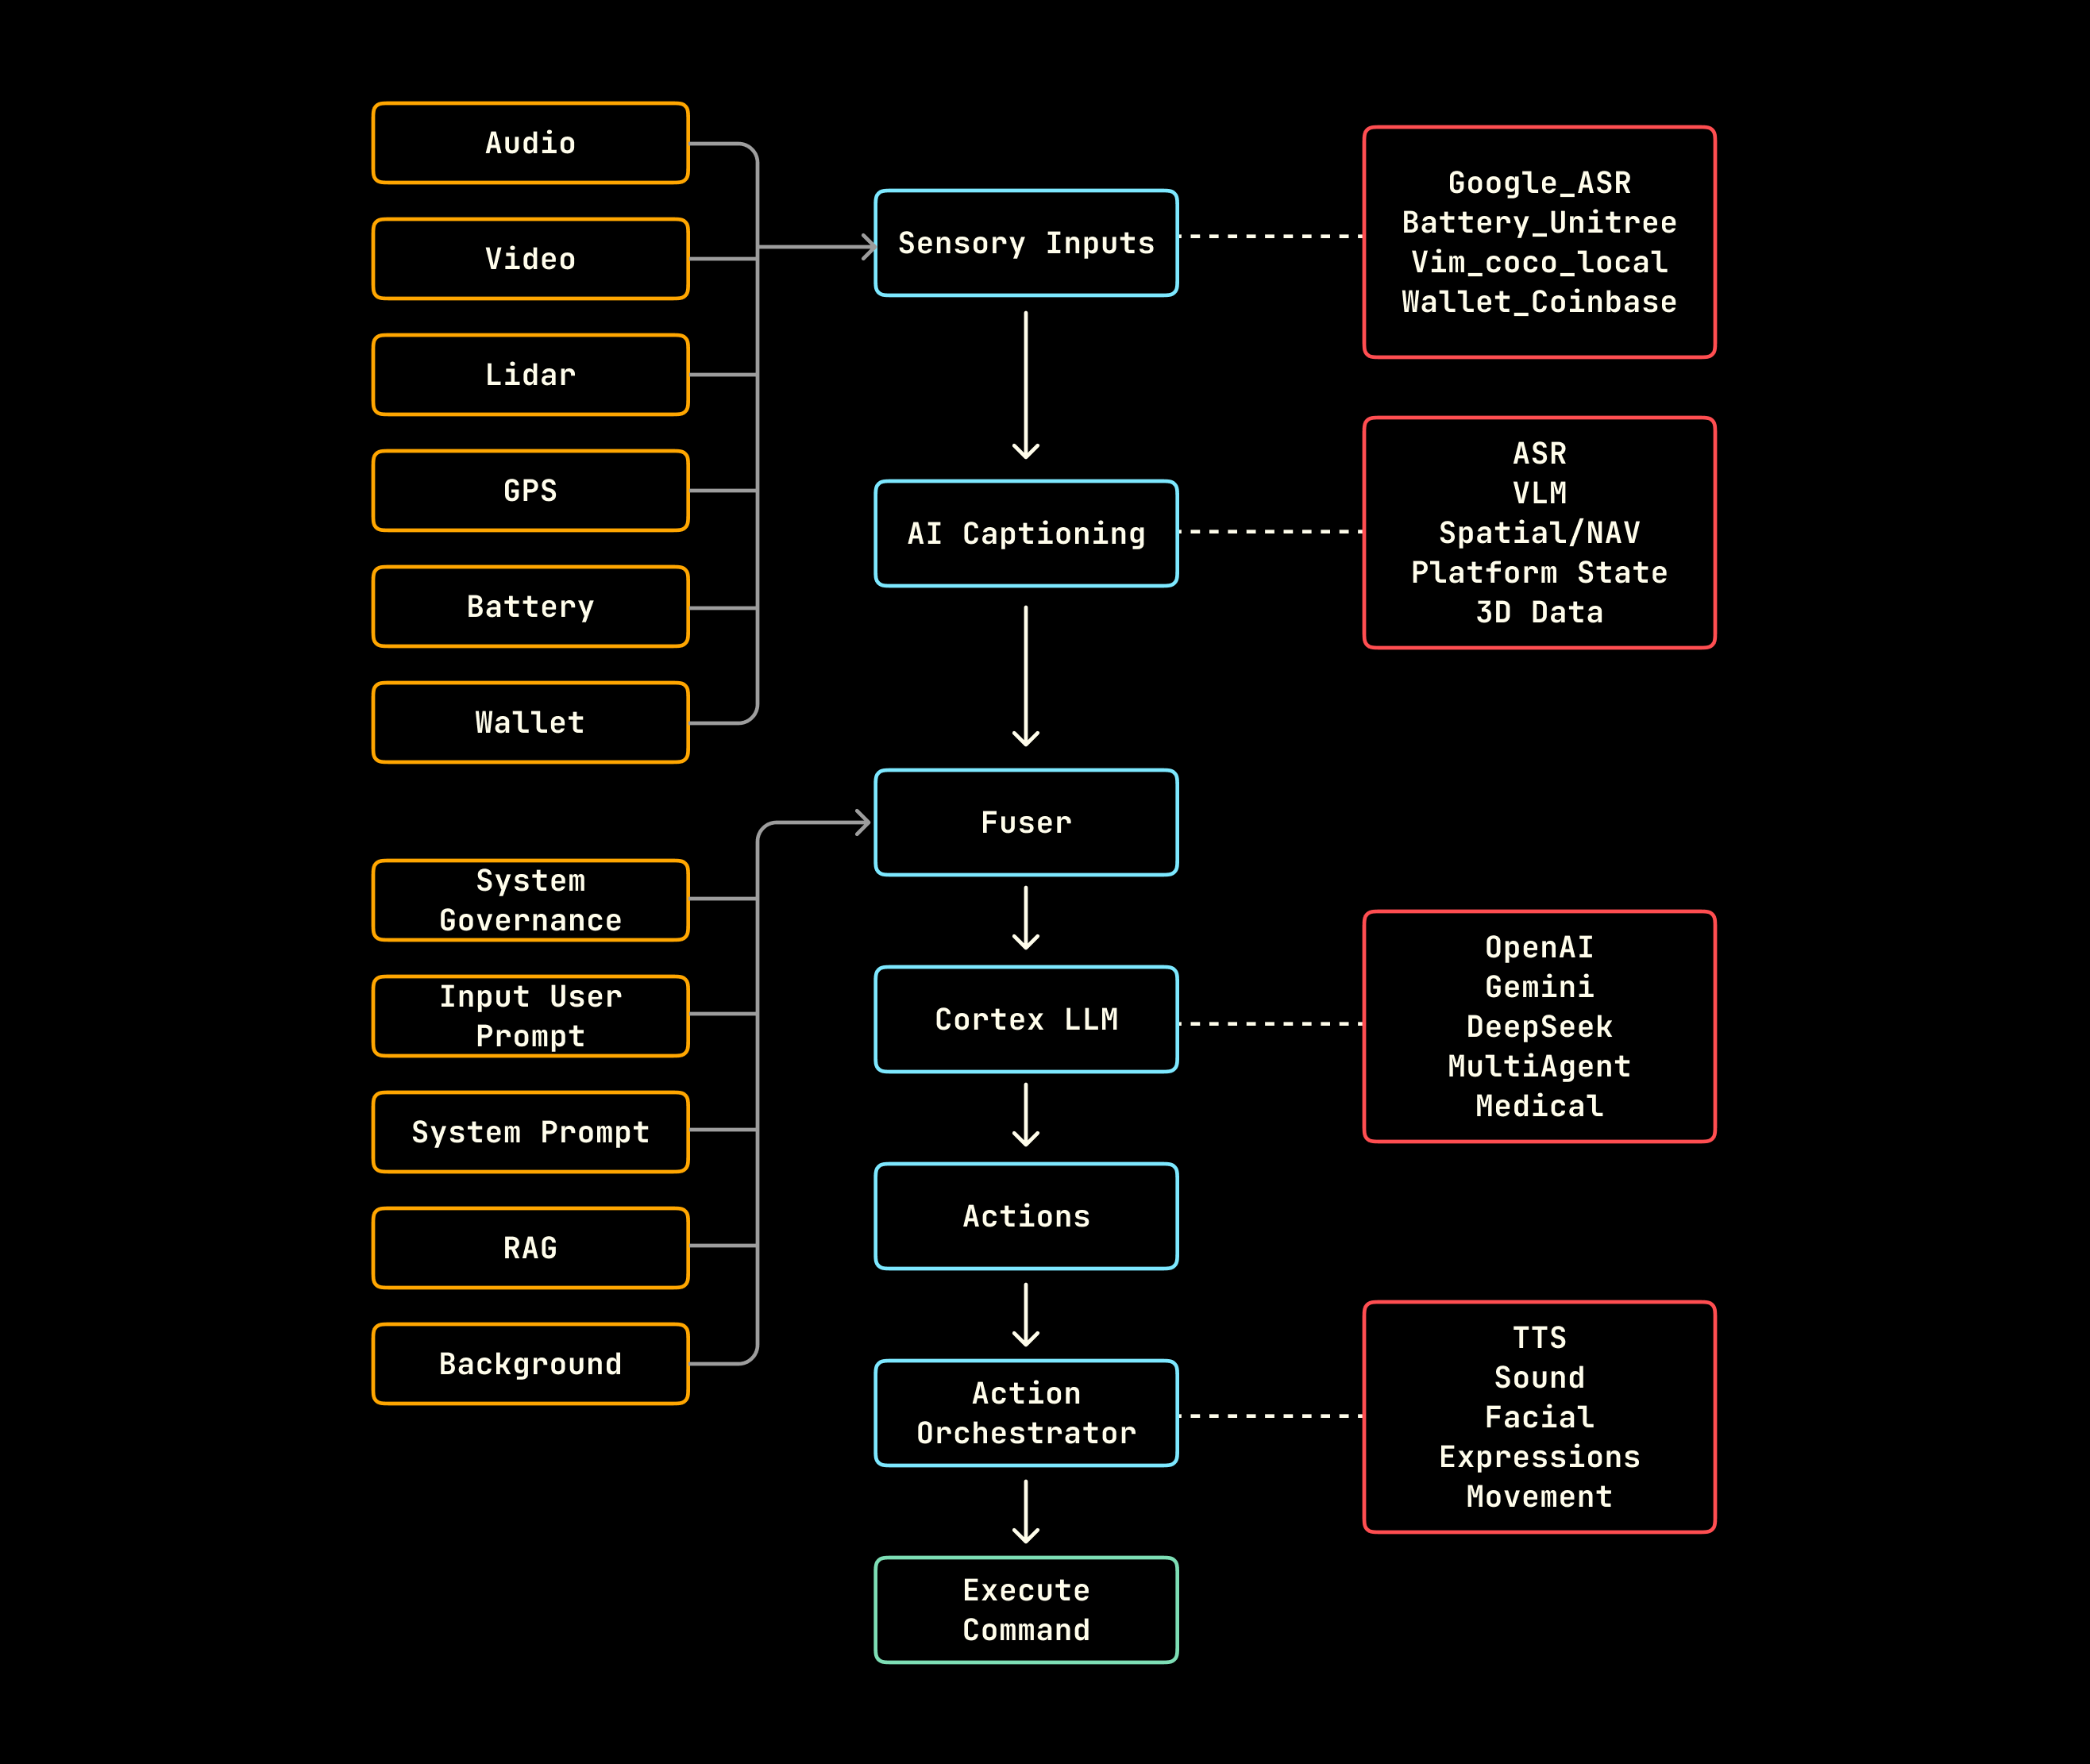 Audio
Video
Lidar
GPS
Battery
Wallet
System
Governance
Input User
Prompt
System Prompt
RAG
Background
Sensory Inputs
AI Captioning
Fuser
Cortex LLM
Actions
Action
Orchestrator
Execute
Command
Google_ASR
Battery_Unitree
Vim_coco_local
Wallet_Coinbase
ASR
VLM
Spatial/NAV
Platform State
3D Data
OpenAI
Gemini
DeepSeek
MultiAgent
Medical
TTS
Sound
Facial
Expressions
Movement